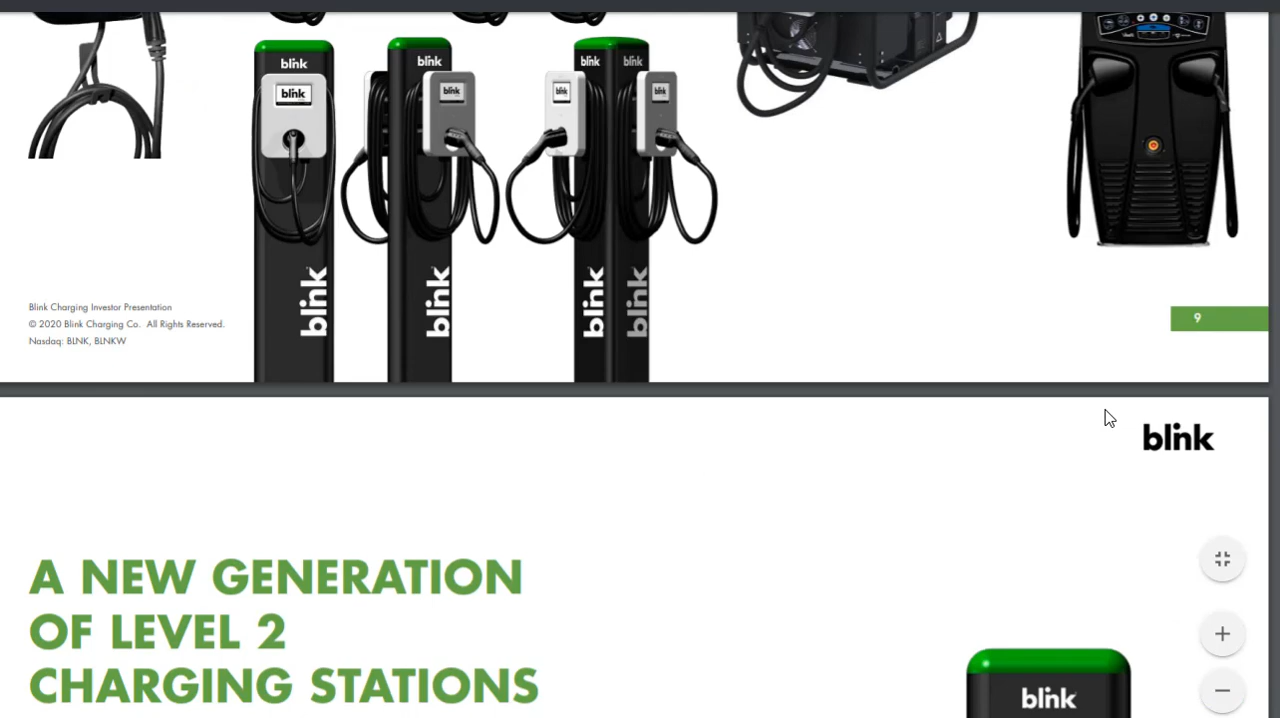 blink
blink
blink
blink
blink
blink
blink
blink
blink
blink
blink
blink
Blink Charging Investor Presentation
© 2020 Blink Charging Co. All Rights Reserved.
Nasdaq: BLNK, BLNKW
9
blink
A NEW GENERATION
OF LEVEL 2
CHARGING STATIONS
blink